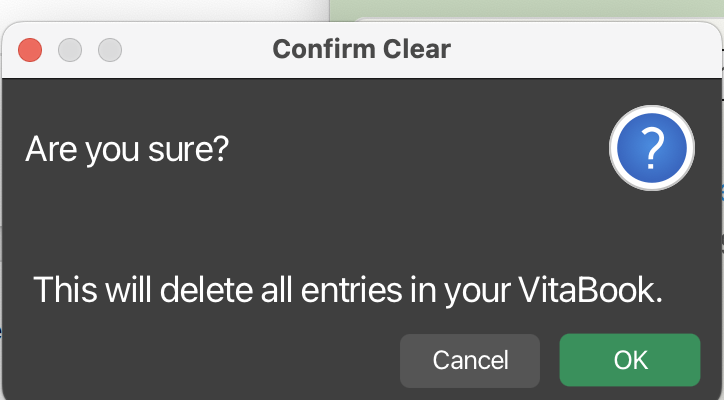 Confirm Clear
Are you sure?
?
This will delete all entries in your VitaBook.
Cancel
OK